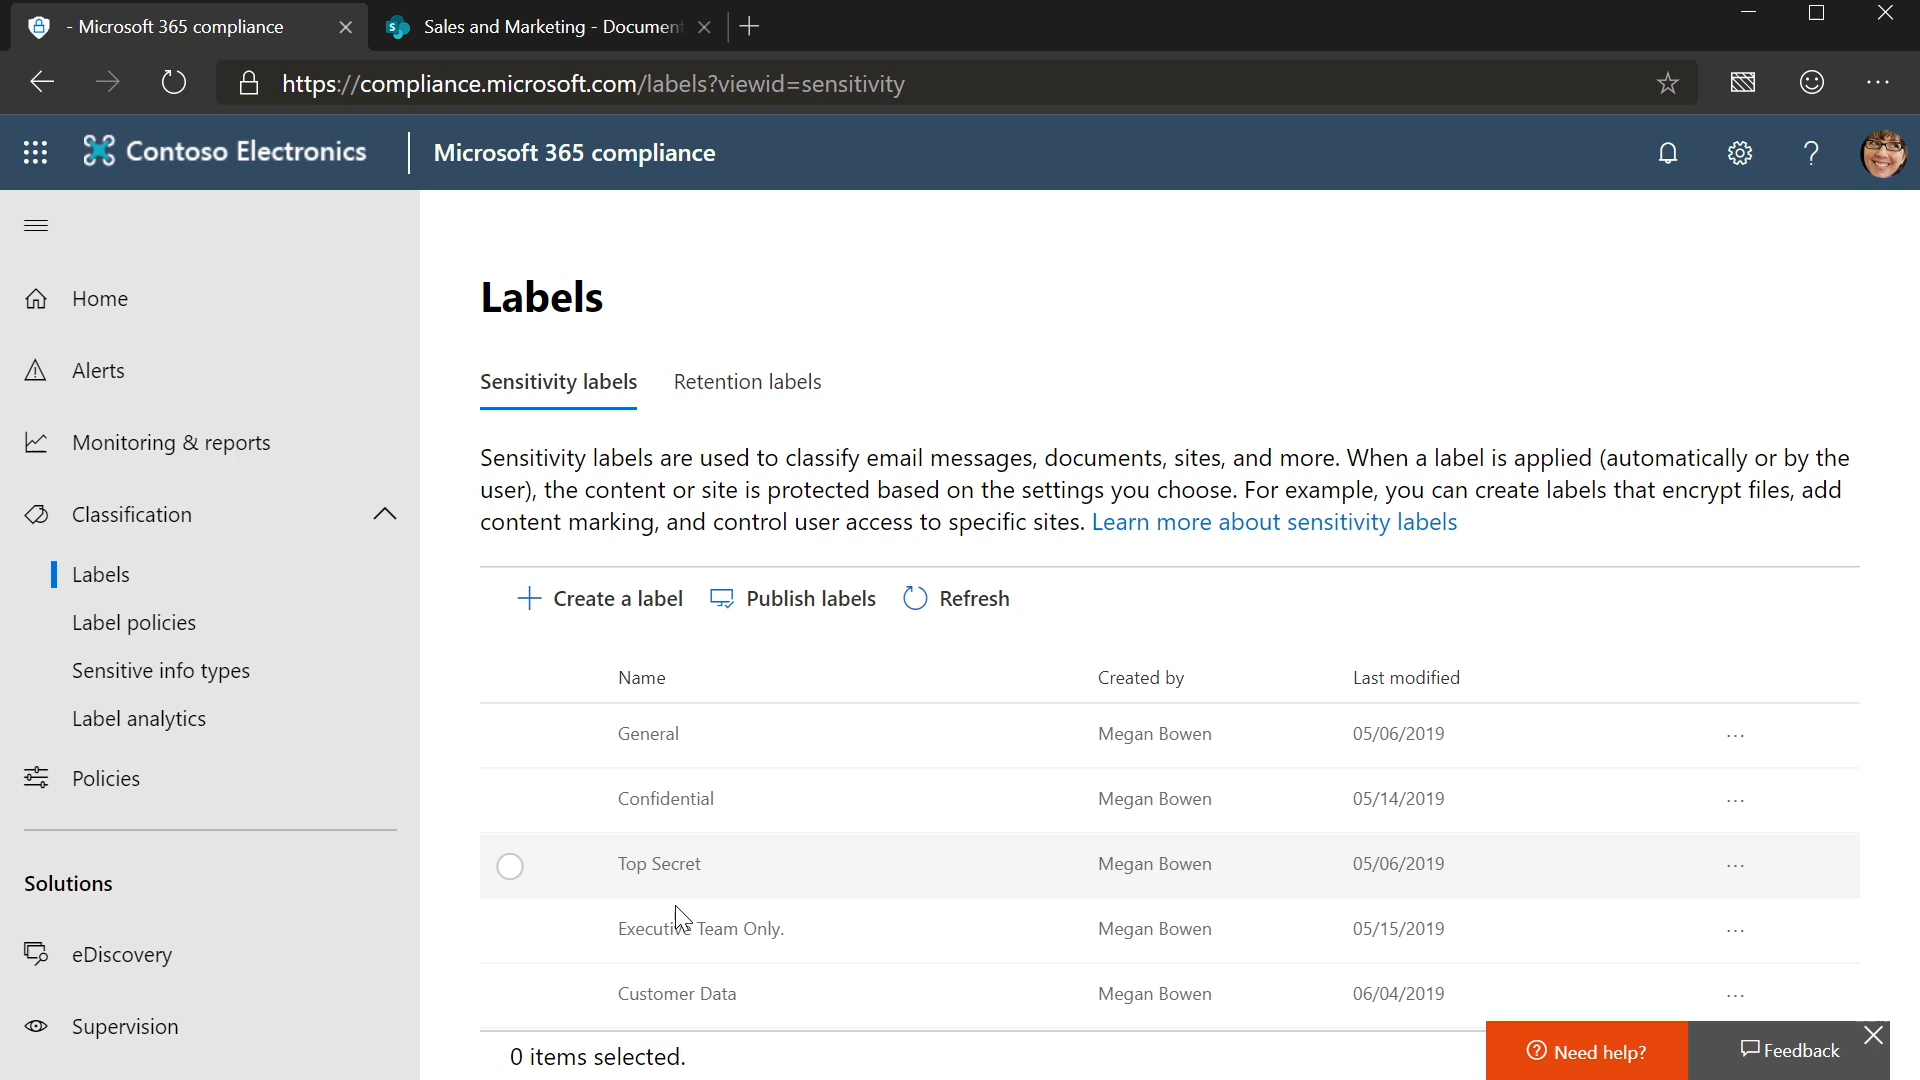 - Microsoft 365 compliance
Sales and Marketing - Document
https://compliance.microsoft.com/labels?viewid=sensitivity
Contoso Electronics
Microsoft 365 compliance
Home
Alerts
Monitoring & reports
Classification
Labels
Label policies
Sensitive info types
Label analytics
Policies
Solutions
eDiscovery
Supervision
Labels
Sensitivity labels Retention labels
Sensitivity labels are used to classify email messages, documents, sites, and more. When a label is applied (automatically or by the
user), the content or site is protected based on the settings you choose. For example, you can create labels that encrypt files, add
content marking, and control user access to specific sites. Learn more about sensitivity labels
Create a label Publish labels Refresh
Name Created by Last modified
General Megan Bowen 05/06/2019
Confidential Megan Bowen 05/14/2019
Top Secret Megan Bowen 05/06/2019
Executive Team Only. Megan Bowen 05/15/2019
Customer Data Megan Bowen 06/04/2019
0 items selected.
Need help?
Feedback